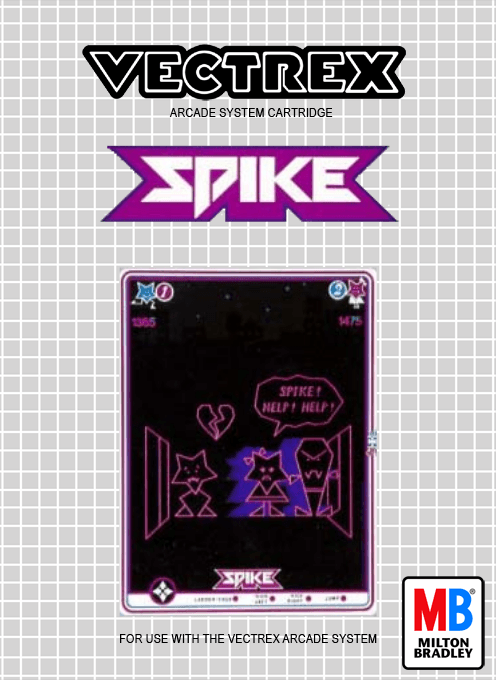 VECTREX
ARCADE SYSTEM CARTRIDGE
SPIKE
1 2
1365 1475
SPIKE!
HELP! HELP!
SPIKE
JUMP
FOR USE WITH THE VECTREX ARCADE SYSTEM
MB®
MILTON
BRADLEY